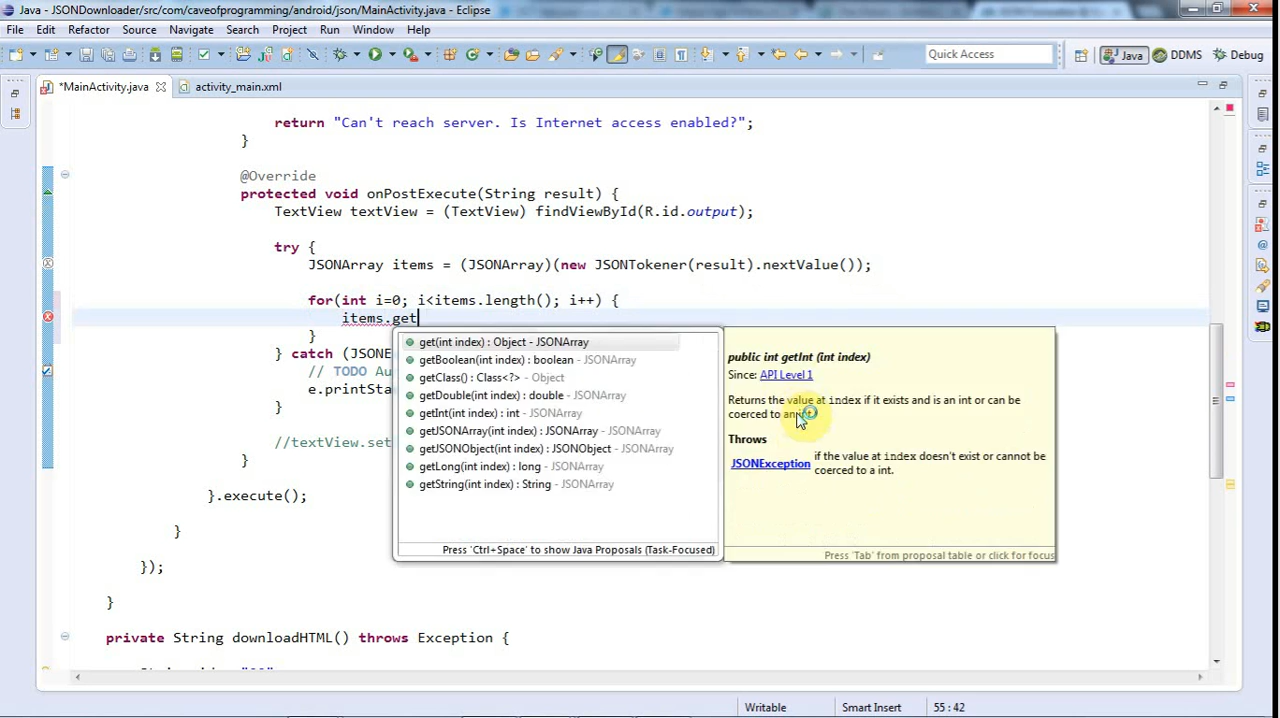 Java - JSONDownloader/src/com/caveofprogramming/android/json/MainActivity.java - Eclipse
File Edit Refactor Source Navigate Search Project Run Window Help
Quick Access Java DDMS Debug
*MainActivity.java activity_main.xml
return "Can't reach server. Is Internet access enabled?";
}
@Override
protected void onPostExecute(String result) {
TextView textView = (TextView) findViewById(R.id.output);
try {
JSONArray items = (JSONArray)(new JSONTokener(result).nextValue());
for(int i=0; i<items.length(); i++) {
items.get
}
} catch (JSONE
// TODO Au
e.printSta
}
//textView.set
}
}.execute();
}
});
}
private String downloadHTML() throws Exception {
get(int index) : Object - JSONArray
getBoolean(int index) : boolean - JSONArray
getClass() : Class<?> - Object
getDouble(int index) : double - JSONArray
getInt(int index) : int - JSONArray
getJSONArray(int index) : JSONArray - JSONArray
getJSONObject(int index) : JSONObject - JSONArray
getLong(int index) : long - JSONArray
getString(int index) : String - JSONArray
Press 'Ctrl+Space' to show Java Proposals (Task-Focused)
public int getInt (int index)
Since: API Level 1
Returns the value at index if it exists and is an int or can be
coerced to an
Throws
JSONException if the value at index doesn't exist or cannot be
coerced to a int.
Press 'Tab' from proposal table or click for focus
Writable Smart Insert 55 : 42